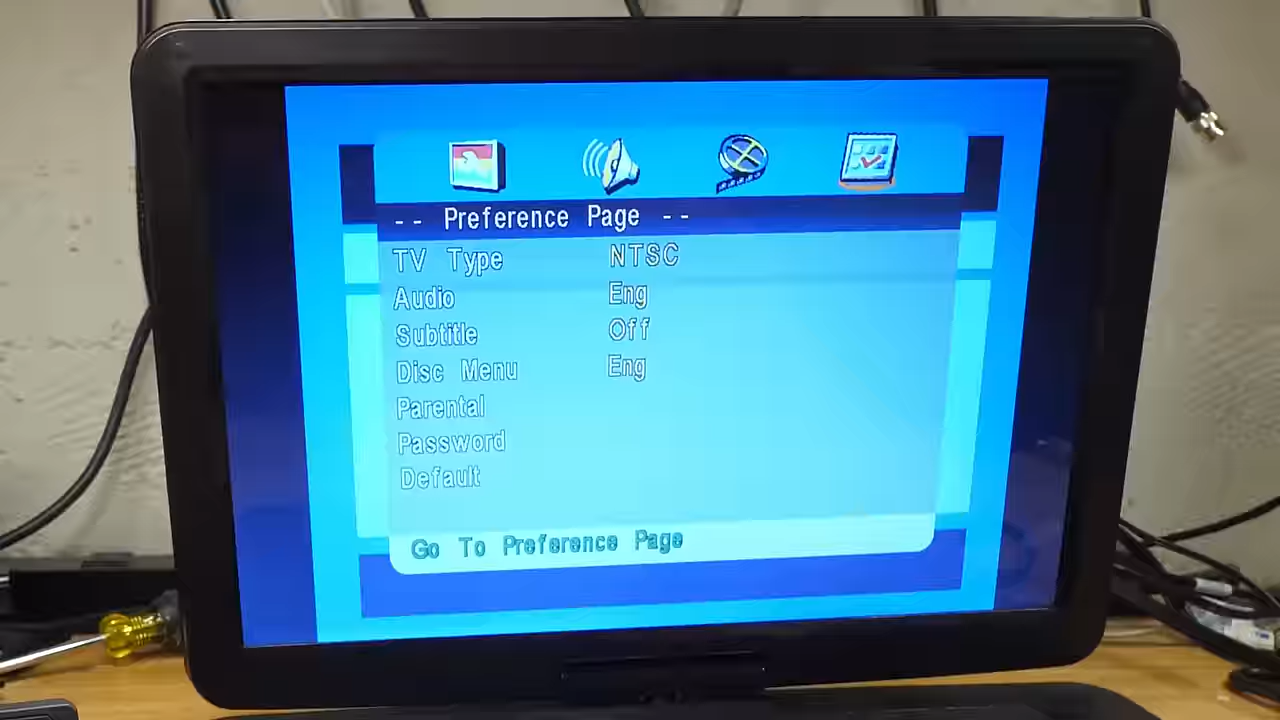 -- Preference Page --
TV Type NTSC
Audio Eng
Subtitle Off
Disc Menu Eng
Parental
Password
Default
Go To Preference Page